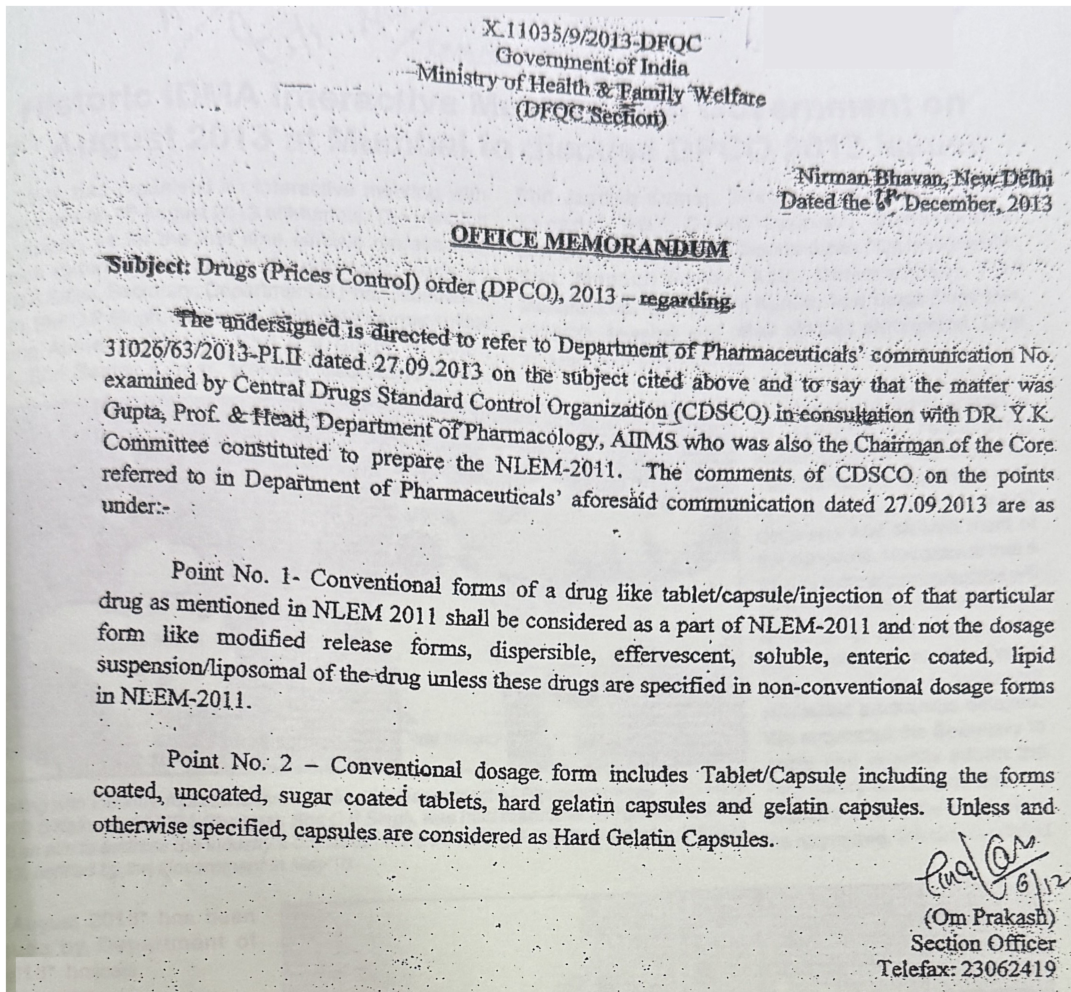 X.11035/9/2013-DFQC
Government of India
Ministry of Health & Family Welfare
(DFQC Section)
Nirman Bhavan, New Delhi
Dated the 6th December, 2013
OFFICE MEMORANDUM
Subject: Drugs (Prices Control) order (DPCO), 2013 – regarding.
The undersigned is directed to refer to Department of Pharmaceuticals' communication No.
31026/63/2013-PI.II dated 27.09.2013 on the subject cited above and to say that the matter was
examined by Central Drugs Standard Control Organization (CDSCO) in consultation with DR. Y.K.
Gupta, Prof. & Head, Department of Pharmacology, AIIMS who was also the Chairman of the Core
Committee constituted to prepare the NLEM-2011. The comments of CDSCO on the points
referred to in Department of Pharmaceuticals' aforesaid communication dated 27.09.2013 are as
under:-
Point No. 1- Conventional forms of a drug like tablet/capsule/injection of that particular
drug as mentioned in NLEM 2011 shall be considered as a part of NLEM-2011 and not the dosage
form like modified release forms, dispersible, effervescent, soluble, enteric coated, lipid
suspension/liposomal of the drug unless these drugs are specified in non-conventional dosage forms
in NLEM-2011.
Point No. 2 – Conventional dosage form includes Tablet/Capsule including the forms
coated, uncoated, sugar coated tablets, hard gelatin capsules and gelatin capsules. Unless and
otherwise specified, capsules are considered as Hard Gelatin Capsules.
6/12
(Om Prakash)
Section Officer
Telefax: 23062419